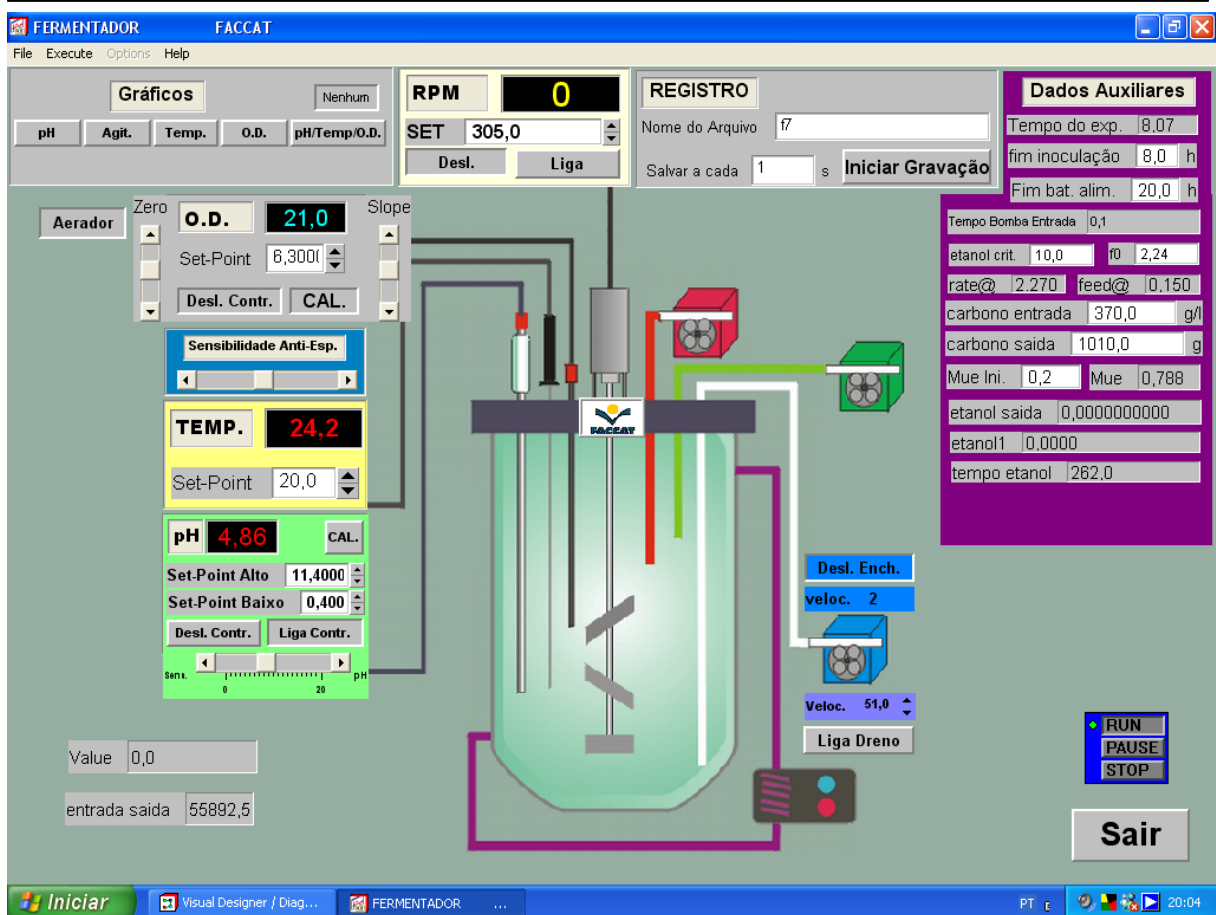 FERMENTADOR FACCAT
File Execute Options Help
Gráficos Nenhum
pH Agit. Temp. O.D. pH/Temp/O.D.
RPM 0
SET 305,0
Desl. Liga
REGISTRO
Nome do Arquivo f7
Salvar a cada 1 s Iniciar Gravação
Dados Auxiliares
Tempo do exp. 8,07
fim inoculação 8,0 h
Fim bat. alim. 20,0 h
Tempo Bomba Entrada 0,1
etanol crit. 10,0 f0 2,24
rate@ 2.270 feed@ 0.150
carbono entrada 370,0 g/l
carbono saida 1010,0 g
Mue Ini. 0,2 Mue 0,788
etanol saida 0,0000000000
etanol1 0,0000
tempo etanol 262,0
Aerador
Zero O.D. 21,0 Slope
Set-Point 6,300(
Desl. Contr. CAL.
Sensibilidade Anti-Esp.
TEMP. 24,2
Set-Point 20,0
pH 4,86 CAL.
Set-Point Alto 11,4000
Set-Point Baixo 0,400
Desl. Contr. Liga Contr.
Sens. pH
0 20
FACCAT
Desl. Ench.
veloc. 2
Veloc. 51,0
Liga Dreno
Value 0,0
entrada saida 55892,5
RUN
PAUSE
STOP
Sair
Iniciar Visual Designer / Diag... FERMENTADOR ... PT 20:04